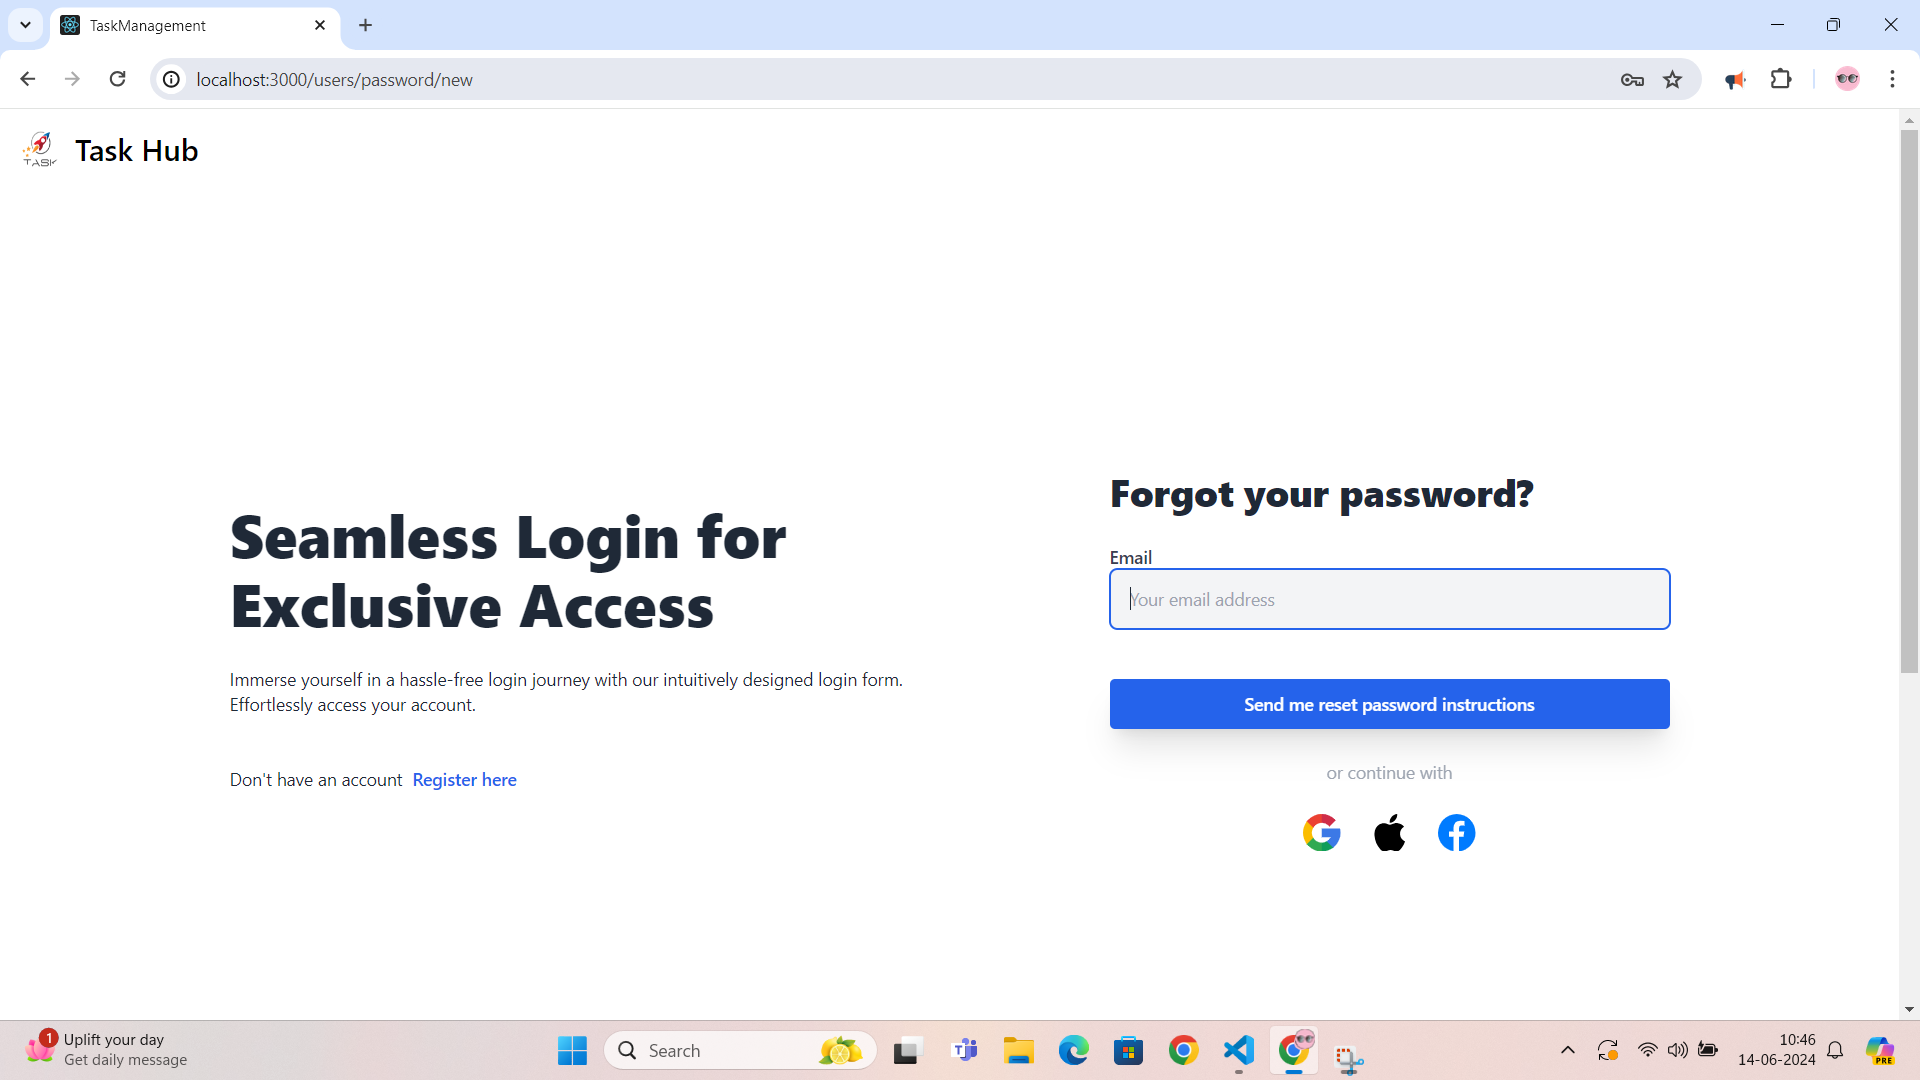 TaskManagement
localhost:3000/users/password/new
TASK
Task Hub
Seamless Login for
Exclusive Access
Immerse yourself in a hassle-free login journey with our intuitively designed login form.
Effortlessly access your account.
Don't have an account Register here
Forgot your password?
Email
Your email address
Send me reset password instructions
or continue with
1
Uplift your day
Get daily message
Search
10:46
14-06-2024
PRE